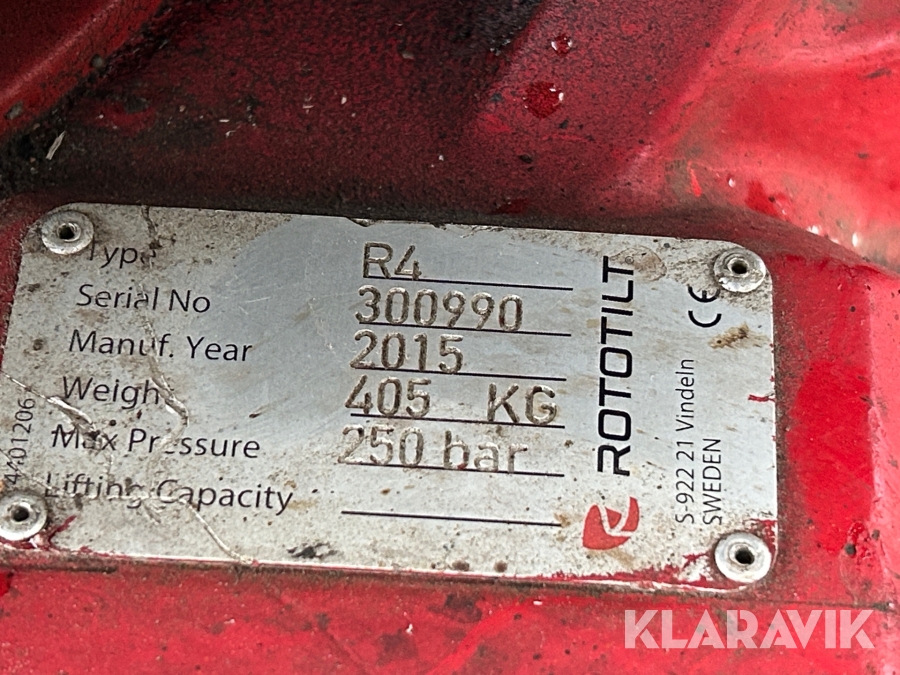 Type R4
Serial No 300990
Manuf. Year 2015
Weight 405 KG
Max Pressure 250 bar
Lifting Capacity
4401206
ROTOTILT
S-922 21 Vindeln
SWEDEN
CE
KLARAVIK